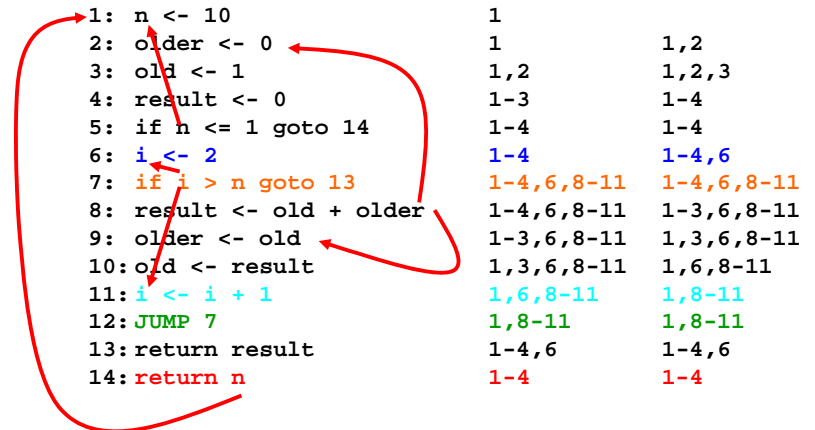 1: n <- 10 1
2: older <- 0 1 1,2
3: old <- 1 1,2 1,2,3
4: result <- 0 1-3 1-4
5: if n <= 1 goto 14 1-4 1-4
6: i <- 2 1-4 1-4,6
7: if i > n goto 13 1-4,6,8-11 1-4,6,8-11
8: result <- old + older 1-4,6,8-11 1-3,6,8-11
9: older <- old 1-3,6,8-11 1,3,6,8-11
10: old <- result 1,3,6,8-11 1,6,8-11
11: i <- i + 1 1,6,8-11 1,8-11
12: JUMP 7 1,8-11 1,8-11
13: return result 1-4,6 1-4,6
14: return n 1-4 1-4